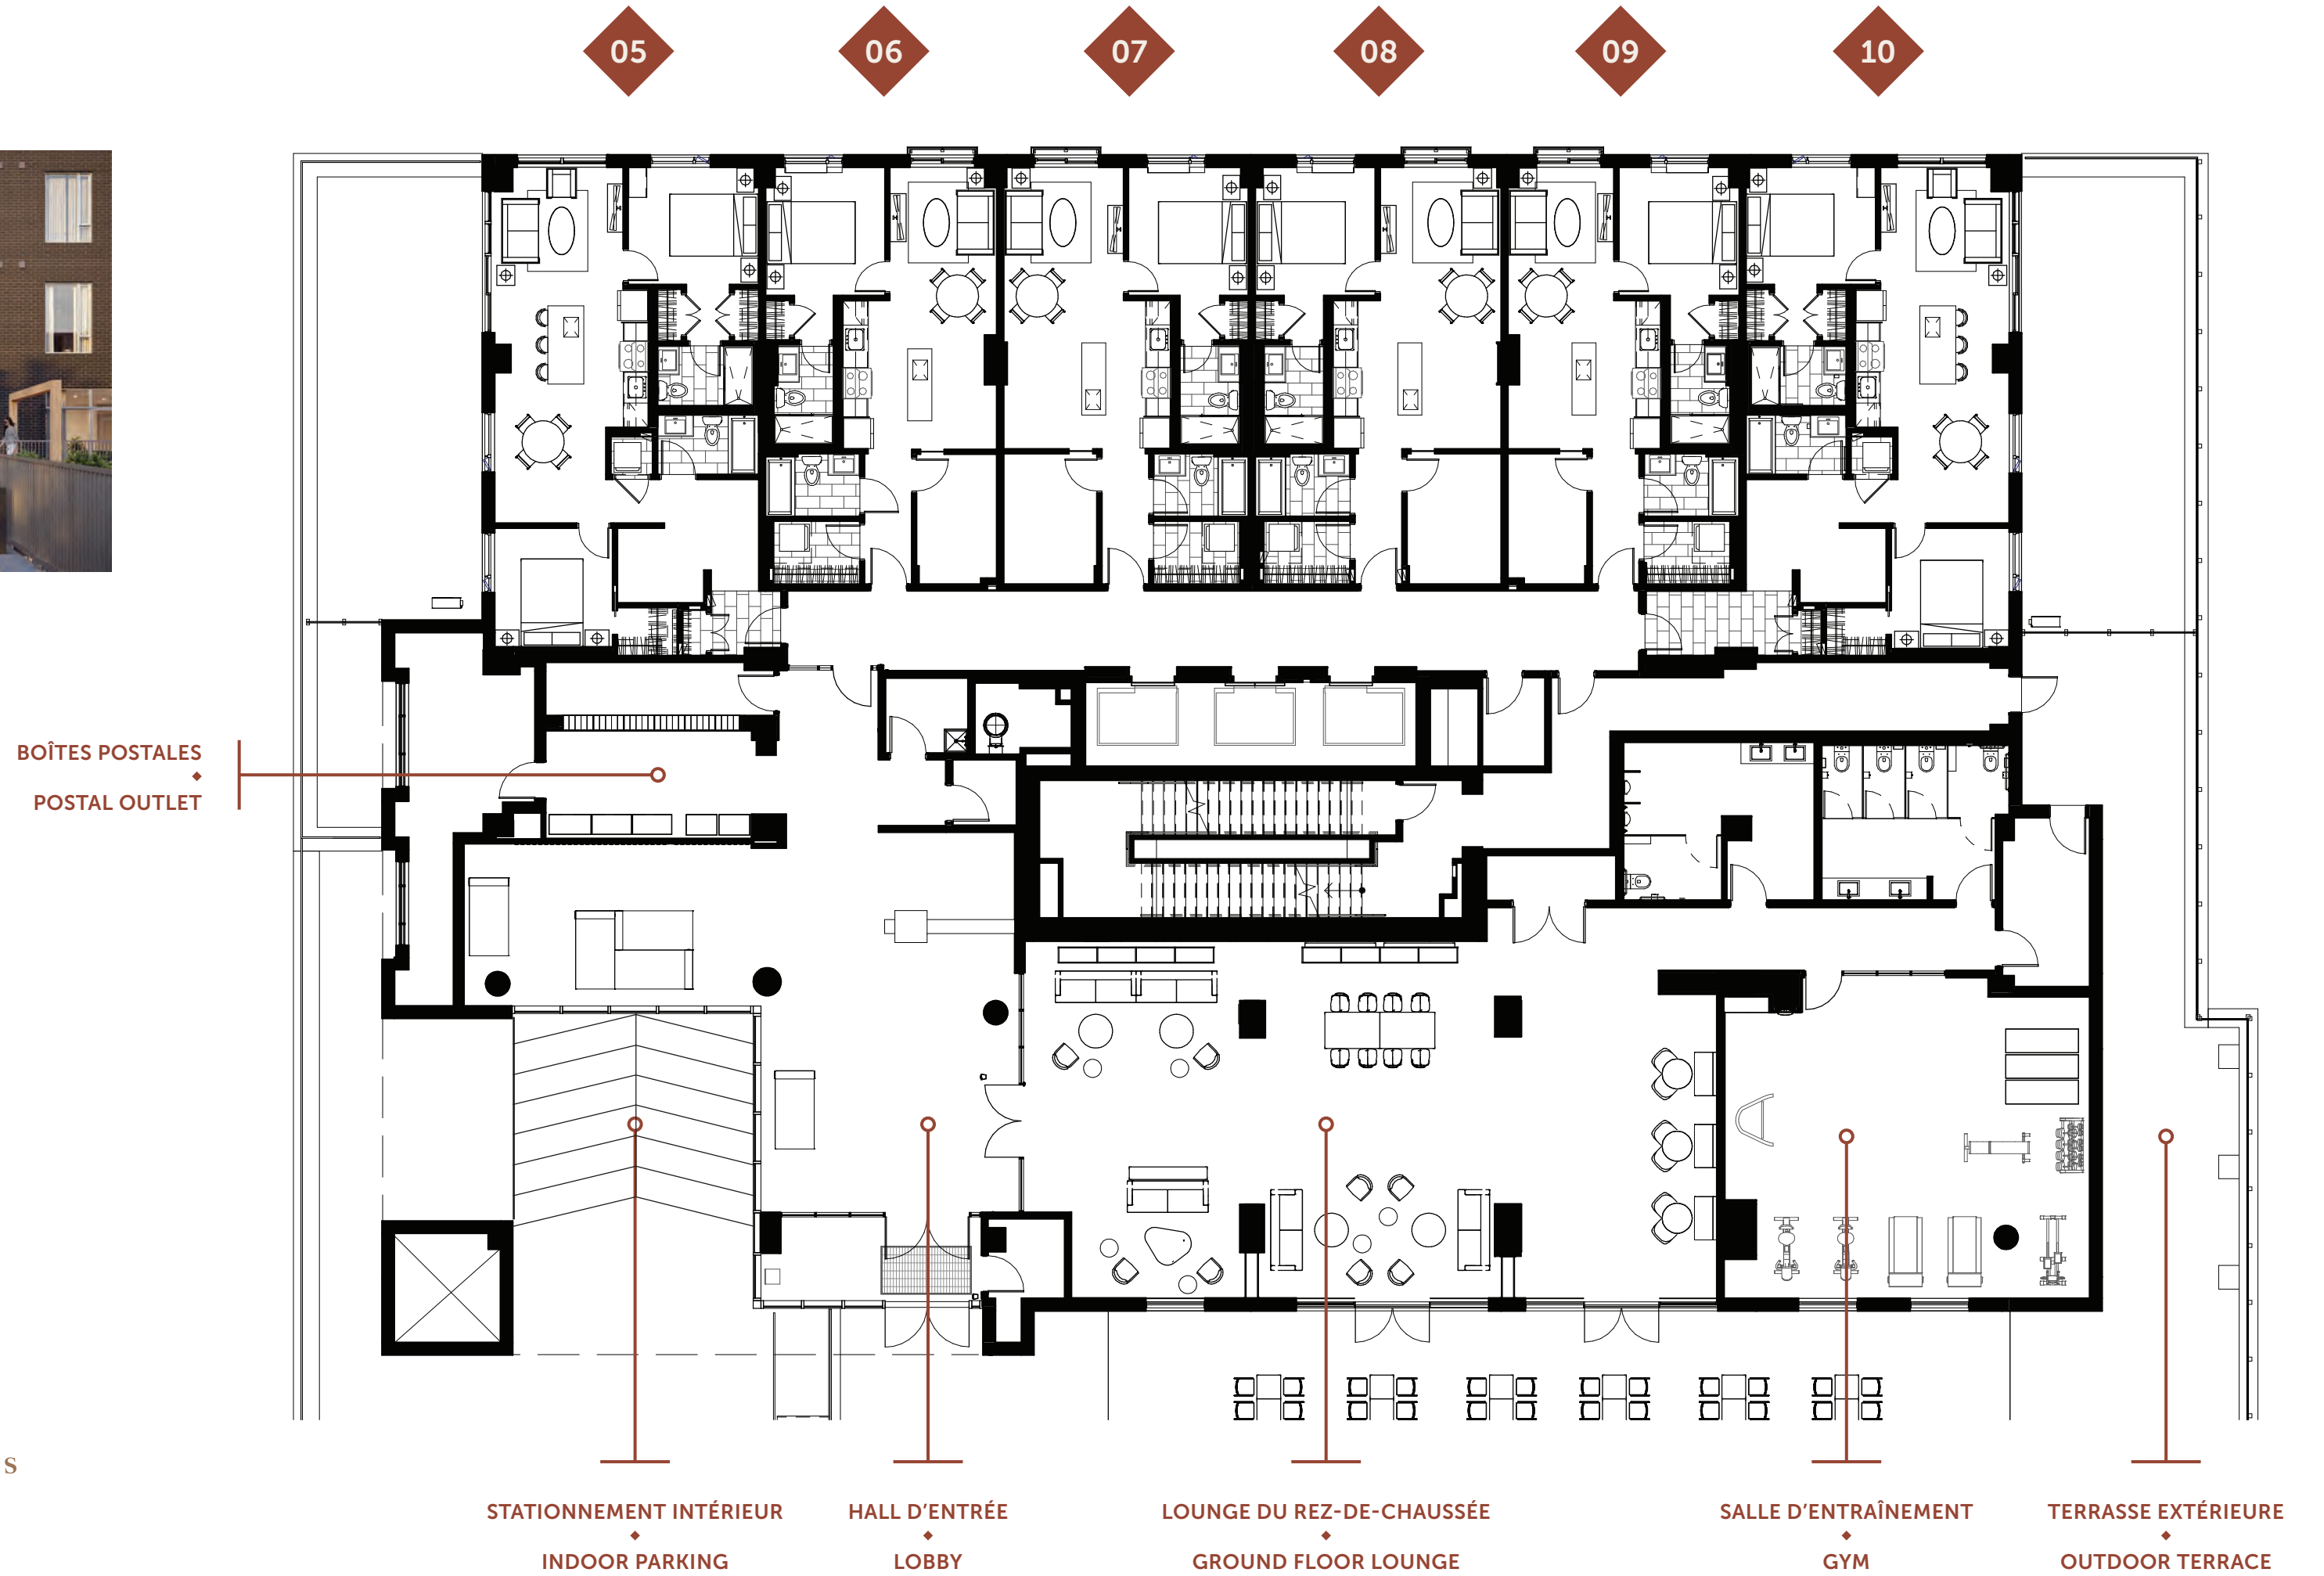 05
06
07
08
09
10
BOÎTES POSTALES
POSTAL OUTLET
S
STATIONNEMENT INTÉRIEUR
INDOOR PARKING
HALL D’ENTRÉE
LOBBY
LOUNGE DU REZ-DE-CHAUSSÉE
GROUND FLOOR LOUNGE
SALLE D’ENTRAÎNEMENT
GYM
TERRASSE EXTÉRIEURE
OUTDOOR TERRACE